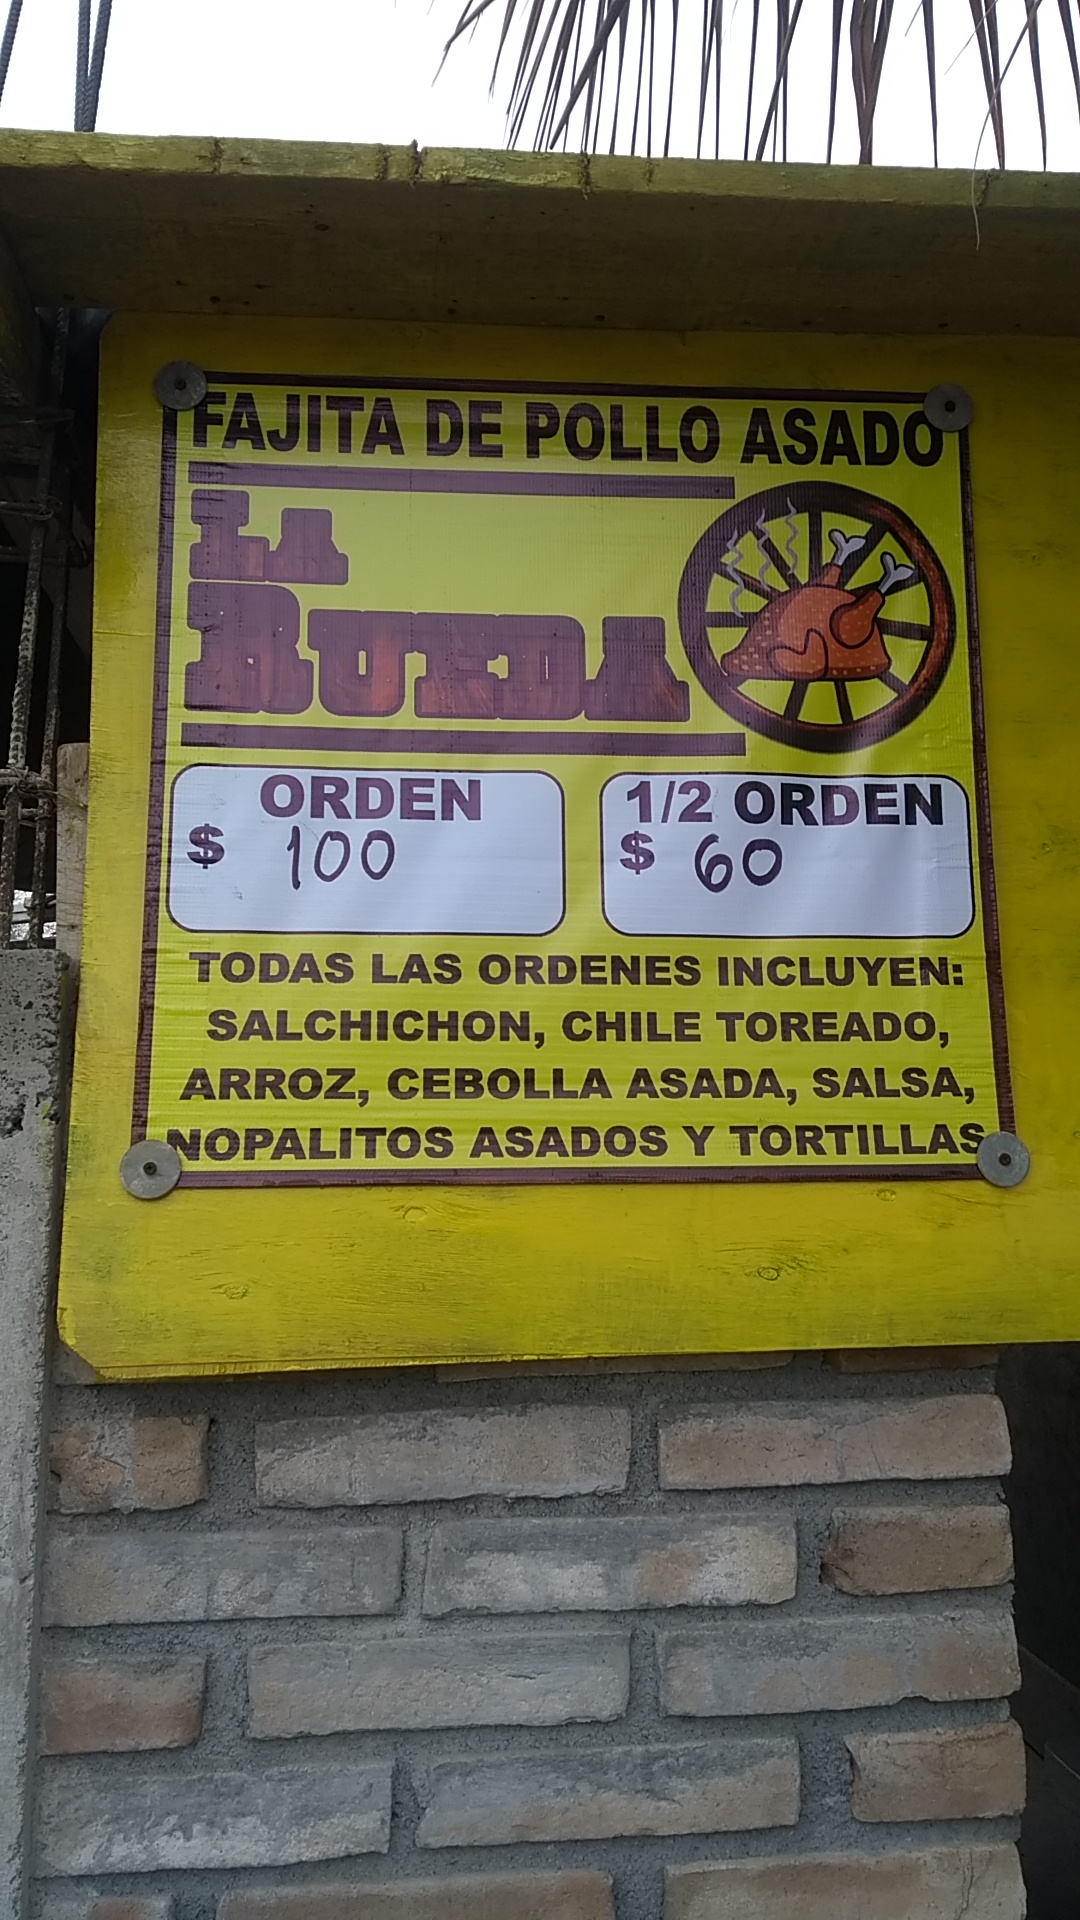 FAJITA DE POLLO ASADO
LA
RUEDA
ORDEN
$ 100
1/2 ORDEN
$ 60
TODAS LAS ORDENES INCLUYEN:
SALCHICHON, CHILE TOREADO,
ARROZ, CEBOLLA ASADA, SALSA,
NOPALITOS ASADOS Y TORTILLAS